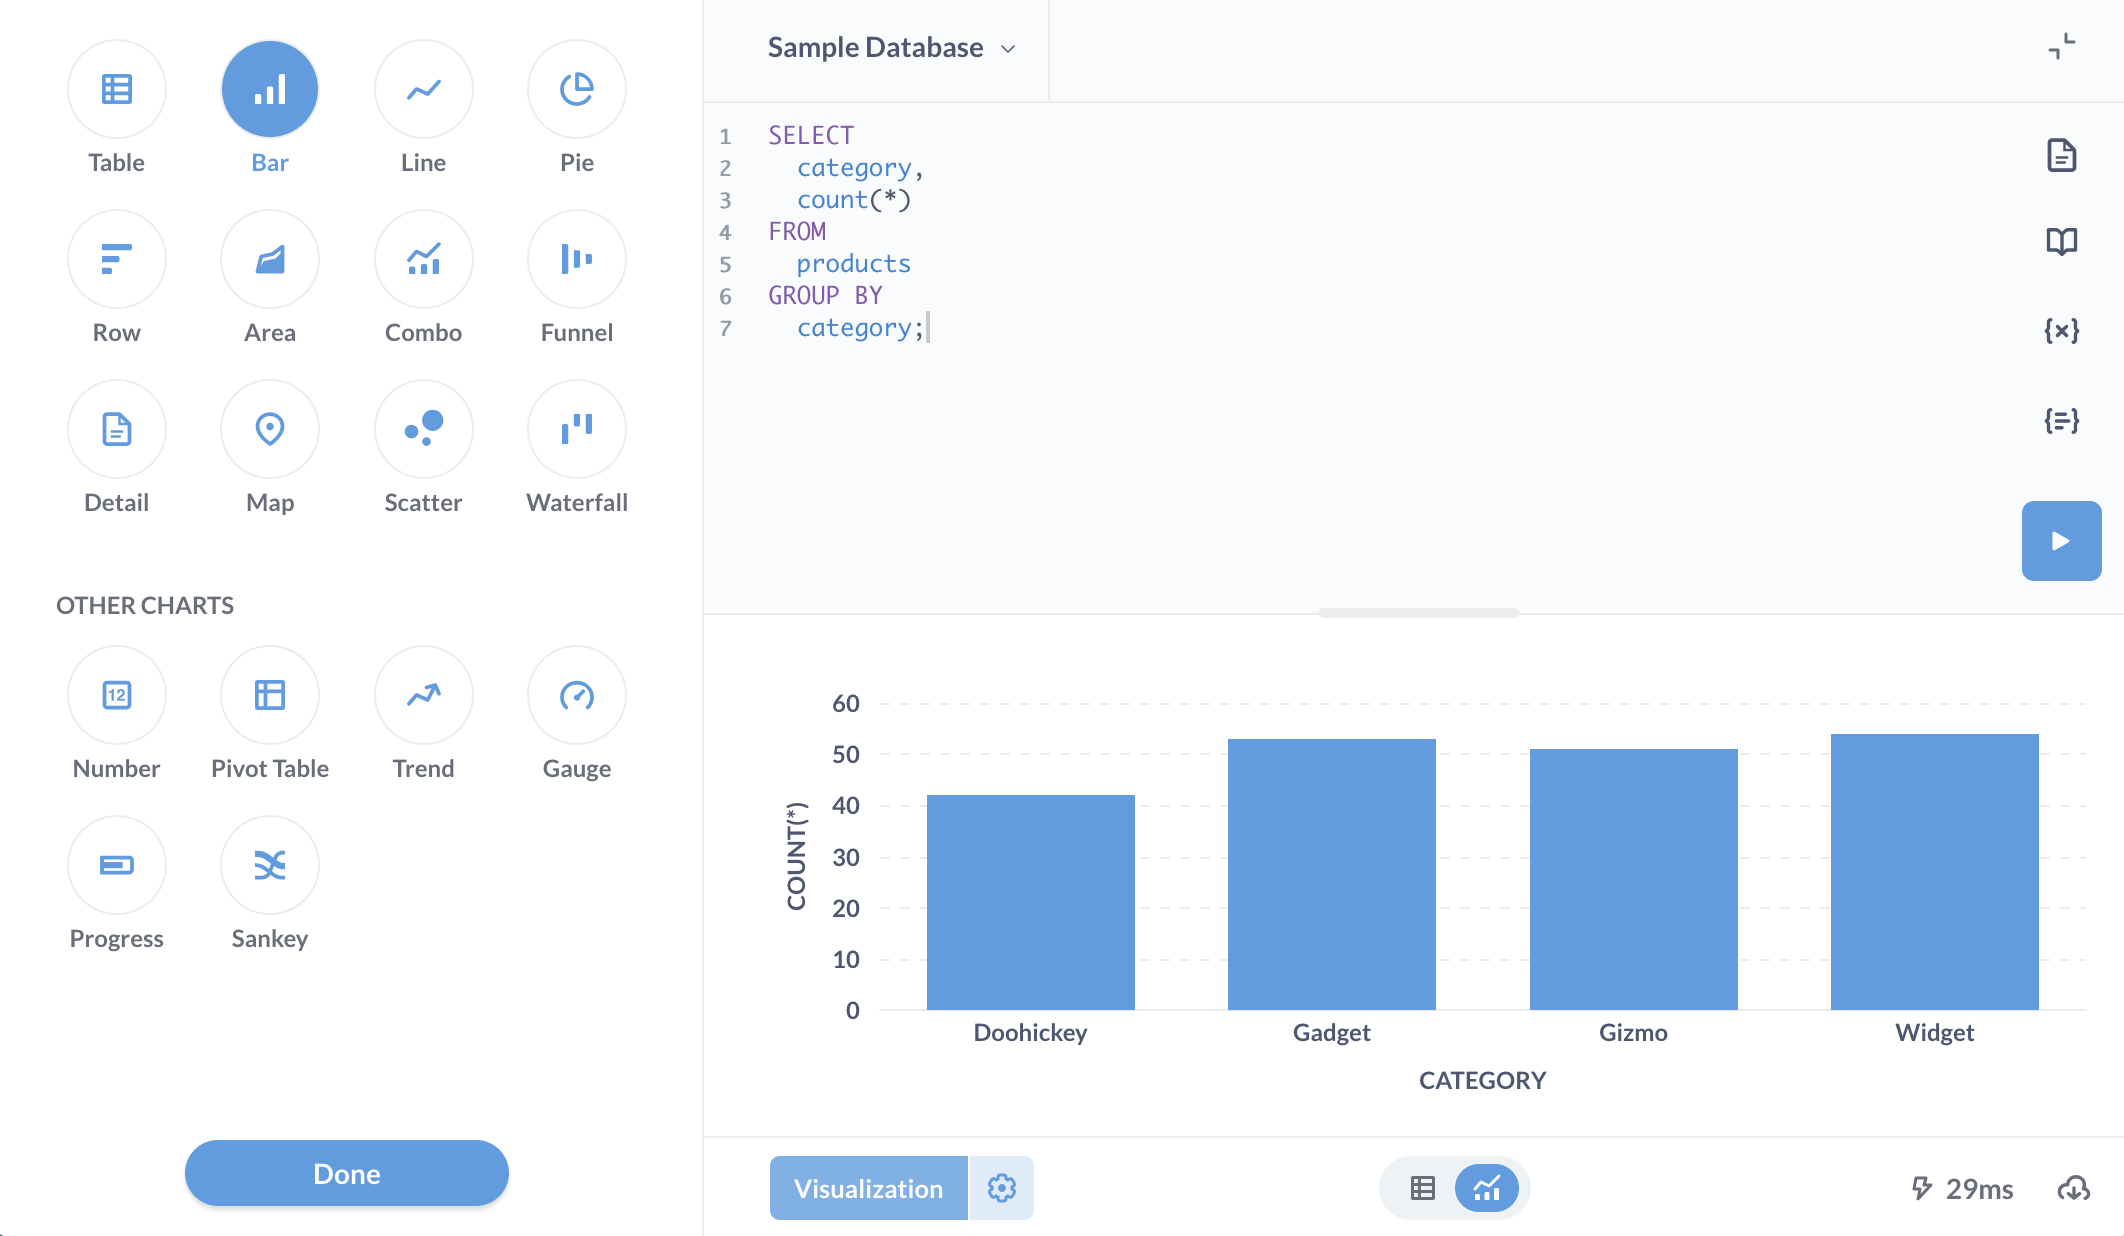 Table
Bar
Line
Pie
Row
Area
Combo
Funnel
Detail
Map
Scatter
Waterfall
OTHER CHARTS
12
Number
Pivot Table
Trend
Gauge
Progress
Sankey
Done
Sample Database
1 SELECT
2 category,
3 count(*)
4 FROM
5 products
6 GROUP BY
7 category;
{x}
{=}
60
50
40
30
20
10
0
COUNT(*)
Doohickey
Gadget
Gizmo
Widget
CATEGORY
Visualization
29ms